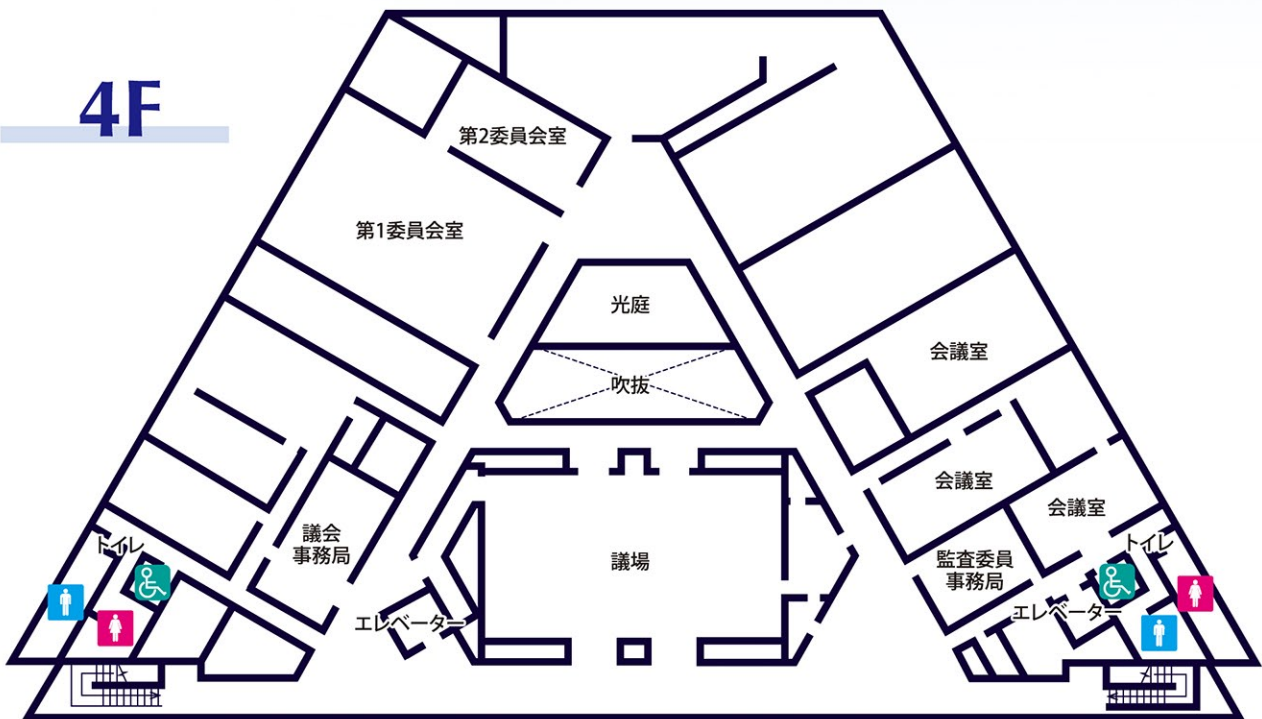 4F
第2委員会室
第1委員会室
光庭
会議室
吹抜
会議室
会議室
議会
事務局
トイレ
トイレ
議場
監査委員
事務局
エレベーター
エレベーター